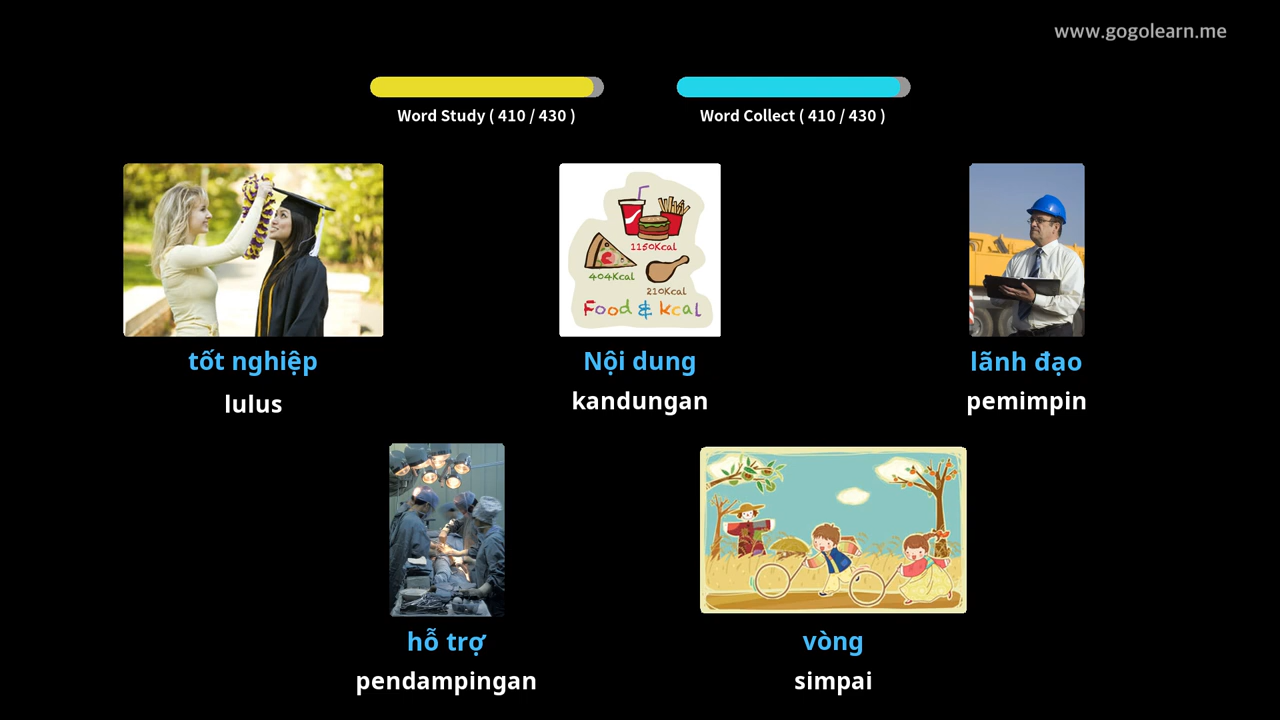 www.gogolearn.me
Word Study ( 410 / 430 )
Word Collect ( 410 / 430 )
1150Kcal
404Kcal
210Kcal
Food & kcal
tốt nghiệp
Nội dung
lãnh đạo
lulus
kandungan
pemimpin
hỗ trợ
vòng
pendampingan
simpai